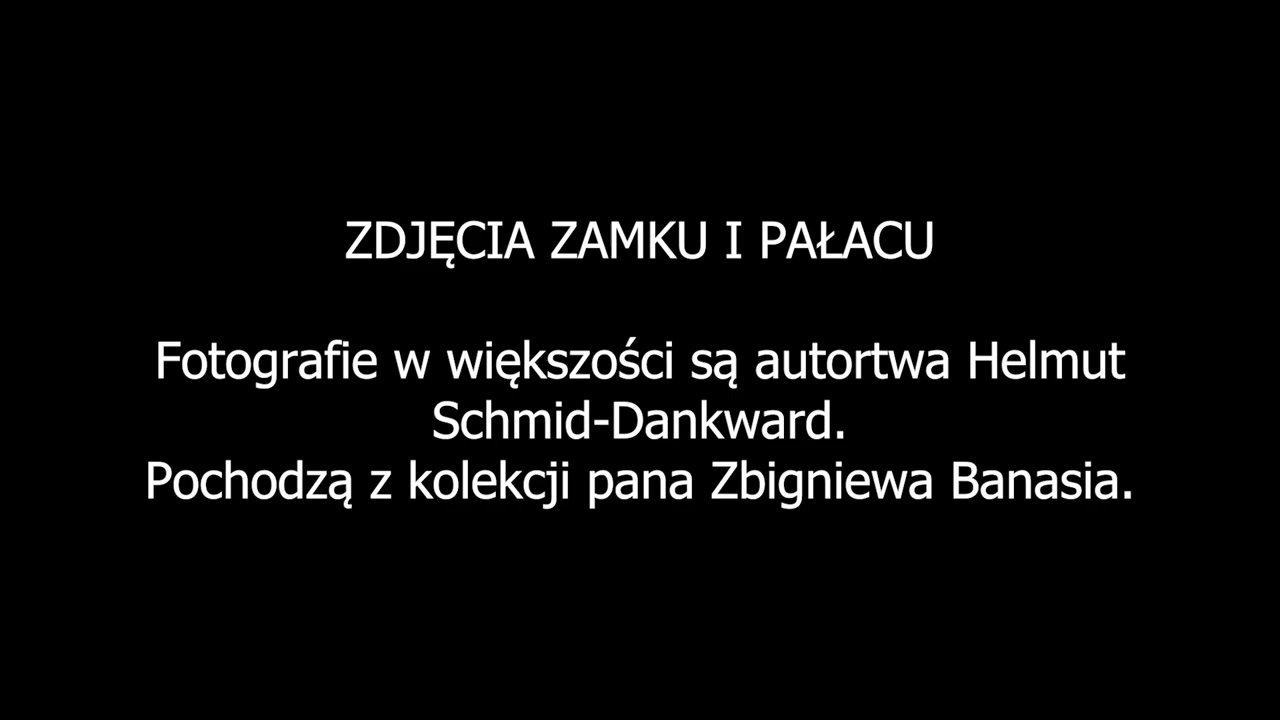 ZDJĘCIA ZAMKU I PAŁACU
Fotografie w większości są autortwa Helmut
Schmid-Dankward.
Pochodzą z kolekcji pana Zbigniewa Banasia.